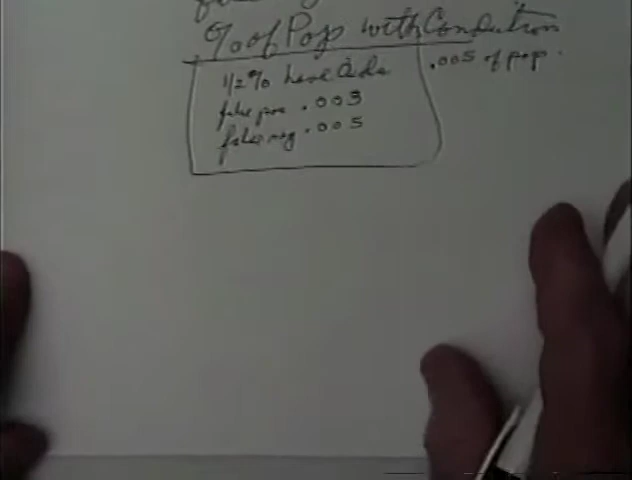 % of Pop with Condition
1/2% have Aids .005 of pop.
false pos .003
false neg .005